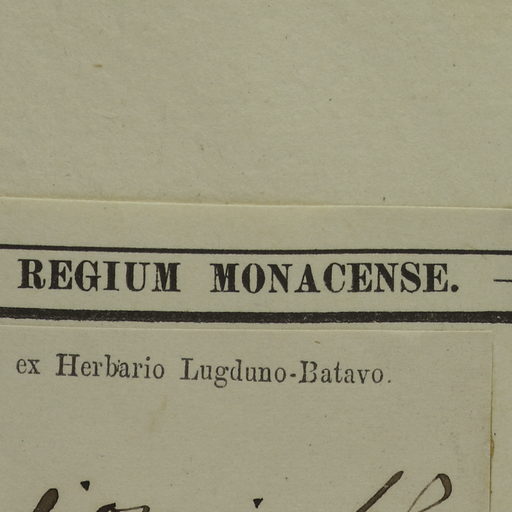 REGIUM MONACENSE. —
ex Herbario Lugduno-Batavo.